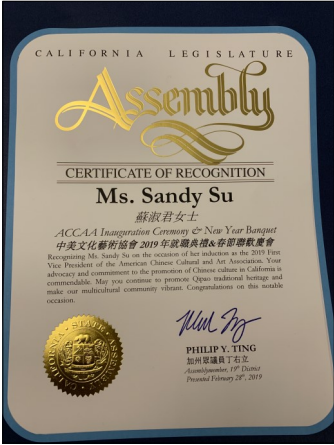 CALIFORNIA LEGISLATURE
Assembly
CERTIFICATE OF RECOGNITION
Ms. Sandy Su
蘇淑君女士
ACCAA Inauguration Ceremony & New Year Banquet
中美文化藝術協會 2019 年就職典禮&春節聯歡慶會
Recognizing Ms. Sandy Su on the occasion of her induction as the 2019 First
Vice President of the American Chinese Cultural and Art Association. Your
advocacy and commitment to the promotion of Chinese culture in California is
commendable. May you continue to promote Qipao traditional heritage and
make our multicultural community vibrant. Congratulations on this notable
occasion.
PHILIP Y. TING
加州眾議員丁右立
Assemblymember, 19th District
Presented February 28th, 2019